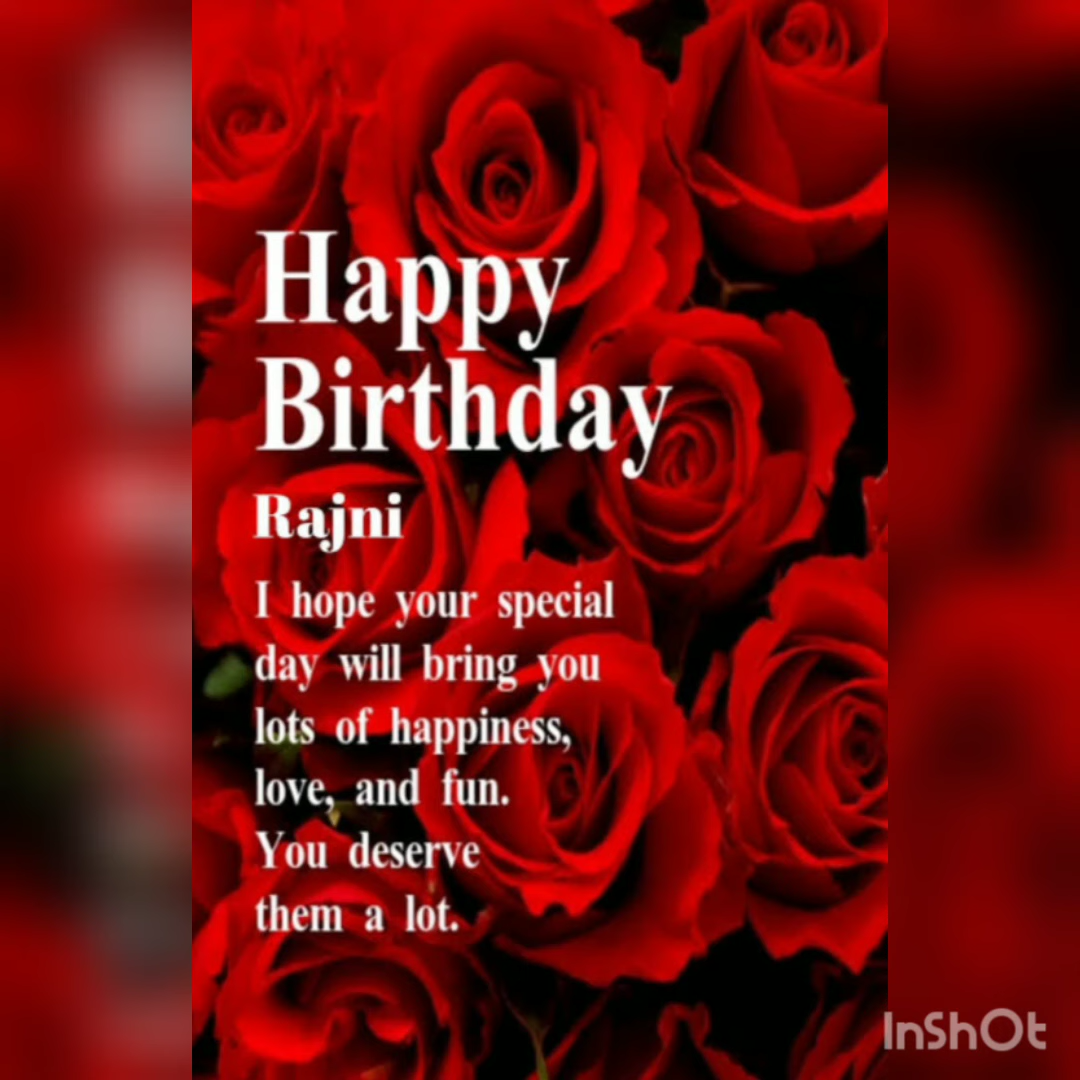 Happy
Birthday
Rajni
I hope your special
day will bring you
lots of happiness,
love, and fun.
You deserve
them a lot.
InShOt